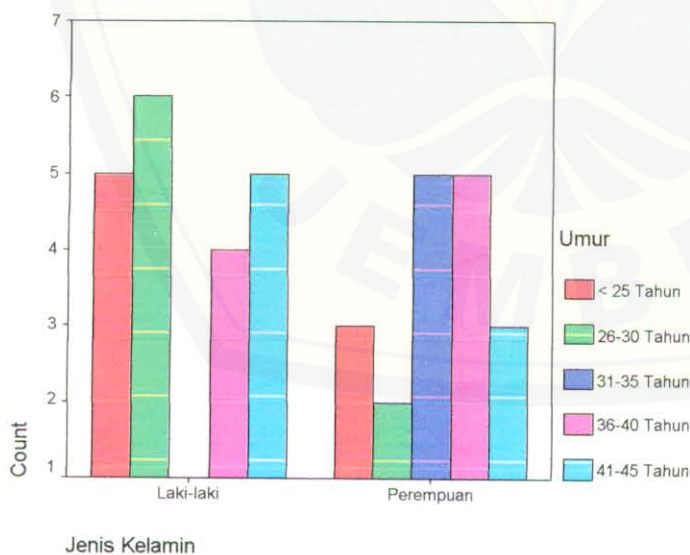 7
6
5
4
3
2
1
Count
Laki-laki
Perempuan
Jenis Kelamin
Umur
< 25 Tahun
26-30 Tahun
31-35 Tahun
36-40 Tahun
41-45 Tahun